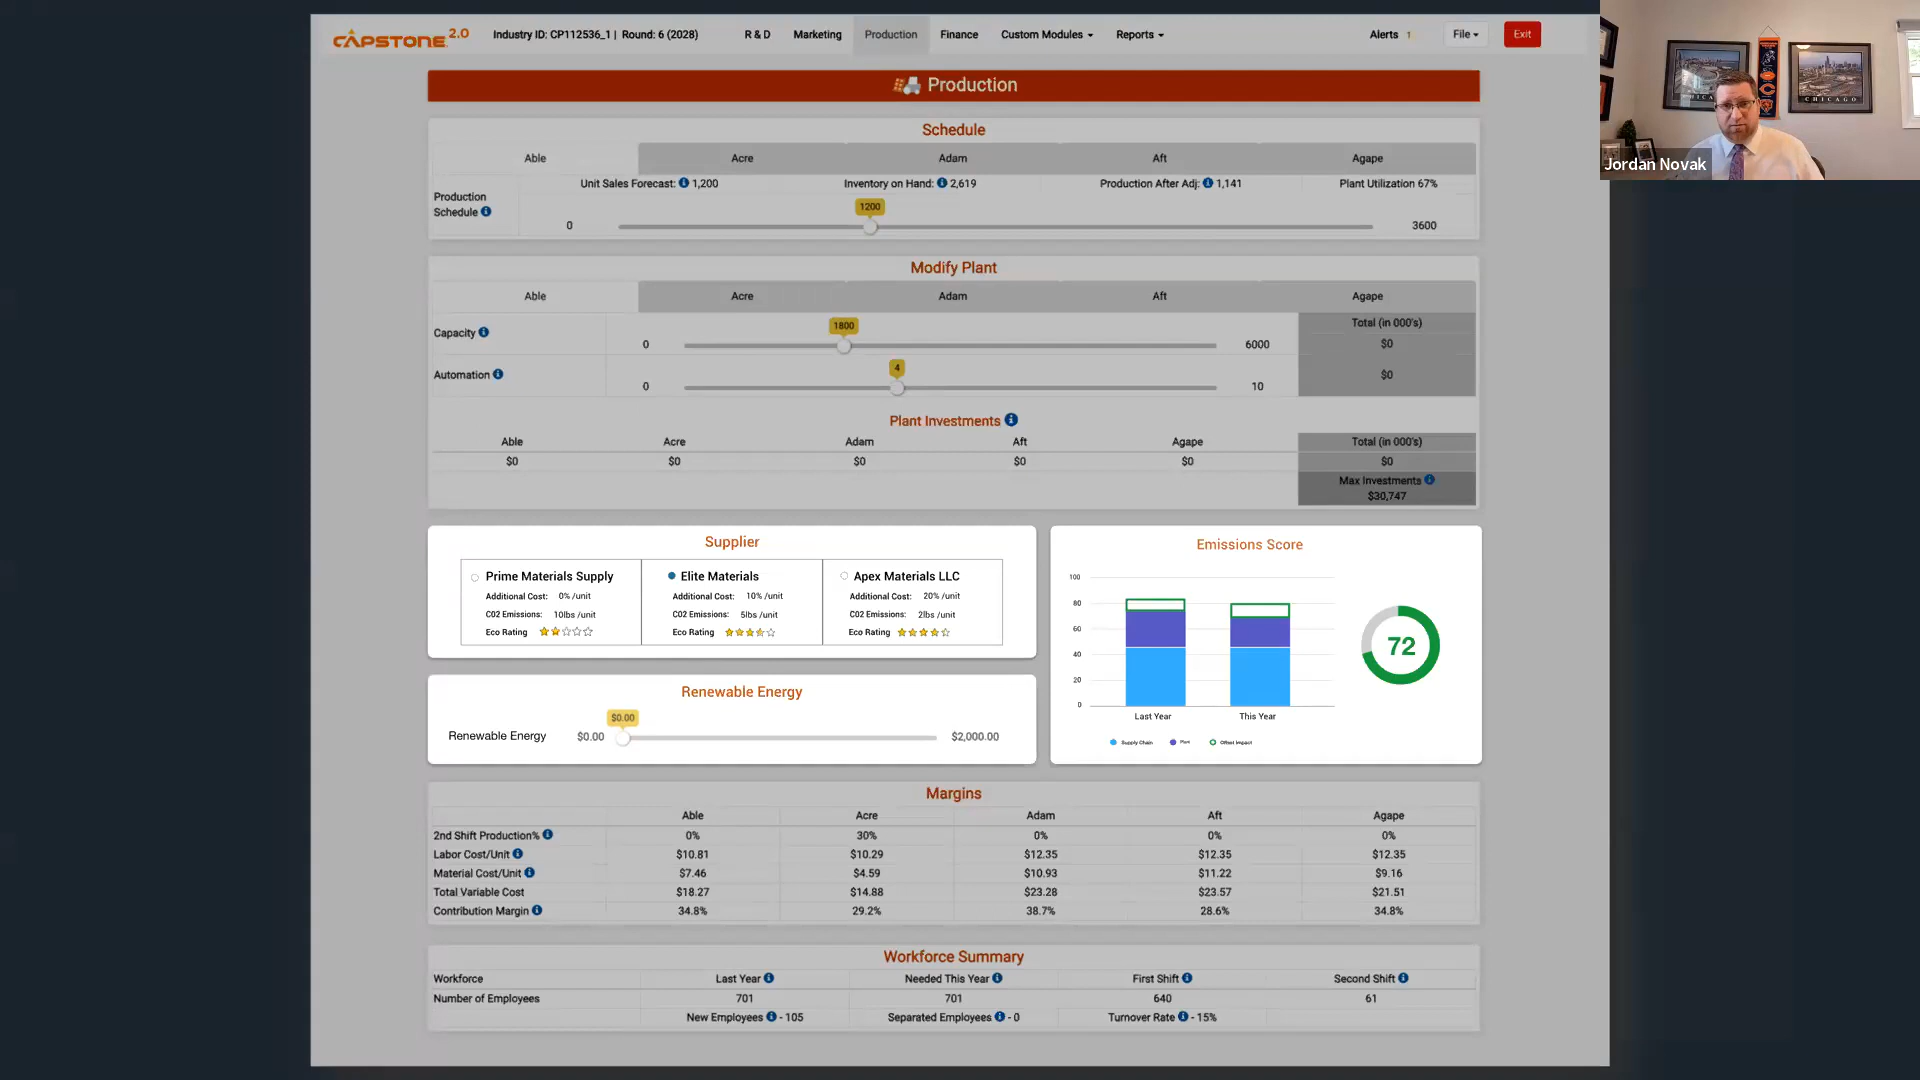 CAPSTONE 2.0 Industry ID: CP112536_1 | Round: 6 (2028) R & D Marketing Production Finance Custom Modules Reports Alerts 1 File Exit
Production
Schedule
Able Acre Adam Aft Agape
Production Schedule Unit Sales Forecast: 1,200 Inventory on Hand: 2,619 Production After Adj: 1,141 Plant Utilization 67%
1200
0 3600
Modify Plant
Able Acre Adam Aft Agape
Capacity 0 1800 6000 Total (in 000's) $0
Automation 0 4 10 $0
Plant Investments
Able Acre Adam Aft Agape Total (in 000's)
$0 $0 $0 $0 $0 $0
Max Investments
$30,747
Supplier
Prime Materials Supply Elite Materials Apex Materials LLC
Additional Cost: 0% /unit Additional Cost: 10% /unit Additional Cost: 20% /unit
C02 Emissions: 10lbs /unit C02 Emissions: 5lbs /unit C02 Emissions: 2lbs /unit
Eco Rating Eco Rating Eco Rating
Renewable Energy
$0.00
Renewable Energy $0.00 $2,000.00
Emissions Score
100
80
60
40
20
0
Last Year This Year
Supply Chain Plant Offset Impact
72
Margins
Able Acre Adam Aft Agape
2nd Shift Production% 0% 30% 0% 0% 0%
Labor Cost/Unit $10.81 $10.29 $12.35 $12.35 $12.35
Material Cost/Unit $7.46 $4.59 $10.93 $11.22 $9.16
Total Variable Cost $18.27 $14.88 $23.28 $23.57 $21.51
Contribution Margin 34.8% 29.2% 38.7% 28.6% 34.8%
Workforce Summary
Workforce Last Year Needed This Year First Shift Second Shift
Number of Employees 701 701 640 61
New Employees - 105 Separated Employees - 0 Turnover Rate - 15%
CHICAGO
Jordan Novak